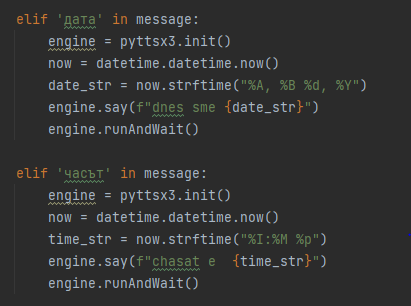 elif 'дата' in message:
    engine = pyttsx3.init()
    now = datetime.datetime.now()
    date_str = now.strftime("%A, %B %d, %Y")
    engine.say(f"dnes sme {date_str}")
    engine.runAndWait()

elif 'часът' in message:
    engine = pyttsx3.init()
    now = datetime.datetime.now()
    time_str = now.strftime("%I:%M %p")
    engine.say(f"chasat e  {time_str}")
    engine.runAndWait()